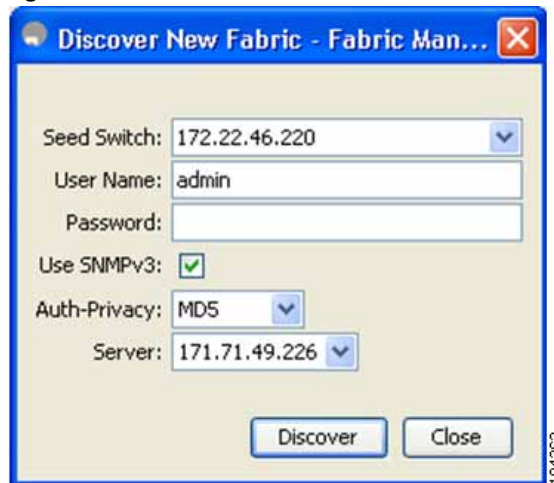 Discover New Fabric - Fabric Man...
Seed Switch: 172.22.46.220
User Name: admin
Password:
Use SNMPv3:
Auth-Privacy: MD5
Server: 171.71.49.226
Discover Close